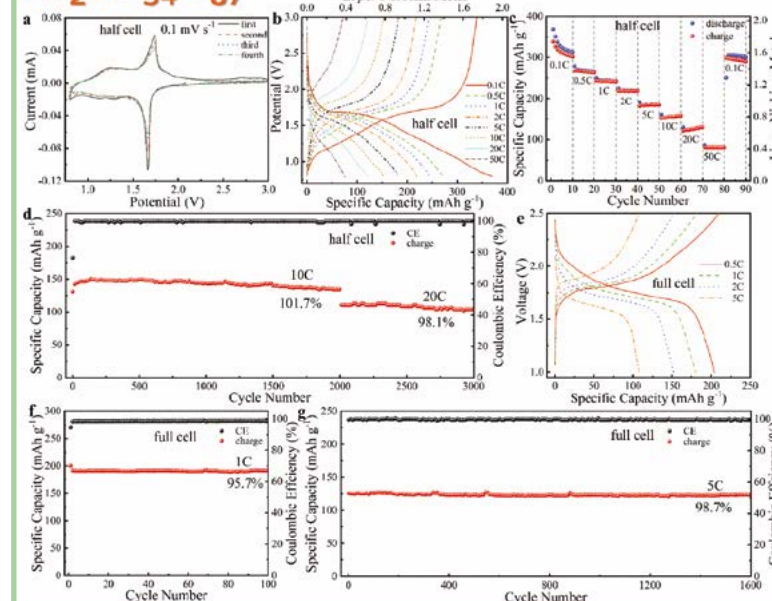 2 34 87
a
half cell 0.1 mV s⁻¹
first
second
third
fourth
Current (mA)
0.08
0.04
0.00
-0.04
-0.08
-0.12
1.0 1.5 2.0 2.5 3.0
Potential (V)
b
0.0 0.4 0.8 1.2 1.6 2.0
Potential (V)
3.0
2.5
2.0
1.5
1.0
half cell
0.1C
0.5C
1C
2C
5C
10C
20C
50C
0 100 200 300 400
Specific Capacity (mAh g⁻¹)
c
half-cell
discharge
charge
Specific Capacity (mAh g⁻¹)
400
300
200
100
0
0.1C
0.5C
1C
2C
5C
10C
20C
50C
0.1C
2.0
1.6
1.2
0.8
0.4
0.0
0 10 20 30 40 50 60 70 80 90
Cycle Number
d
half cell
CE
charge
Specific Capacity (mAh g⁻¹)
250
200
150
100
50
0
10C
101.7%
20C
98.1%
100
80
60
40
20
0
Coulombic Effciency (%)
0 500 1000 1500 2000 2500 3000
Cycle Number
e
Voltage (V)
2.5
2.0
1.5
1.0
full cell
0.5C
1C
2C
5C
0 50 100 150 200 250
Specific Capacity (mAh g⁻¹)
f
full cell
CE
charge
Specific Capacity (mAh g⁻¹)
300
250
200
150
100
50
0
1C
95.7%
100
80
60
40
20
0
Coulombic Effciency (%)
0 20 40 60 80 100
Cycle Number
g
full cell
CE
charge
Specific Capacity (mAh g⁻¹)
250
200
150
100
50
0
5C
98.7%
100
80
60
40
20
0
0 400 800 1200 1600
Cycle Number